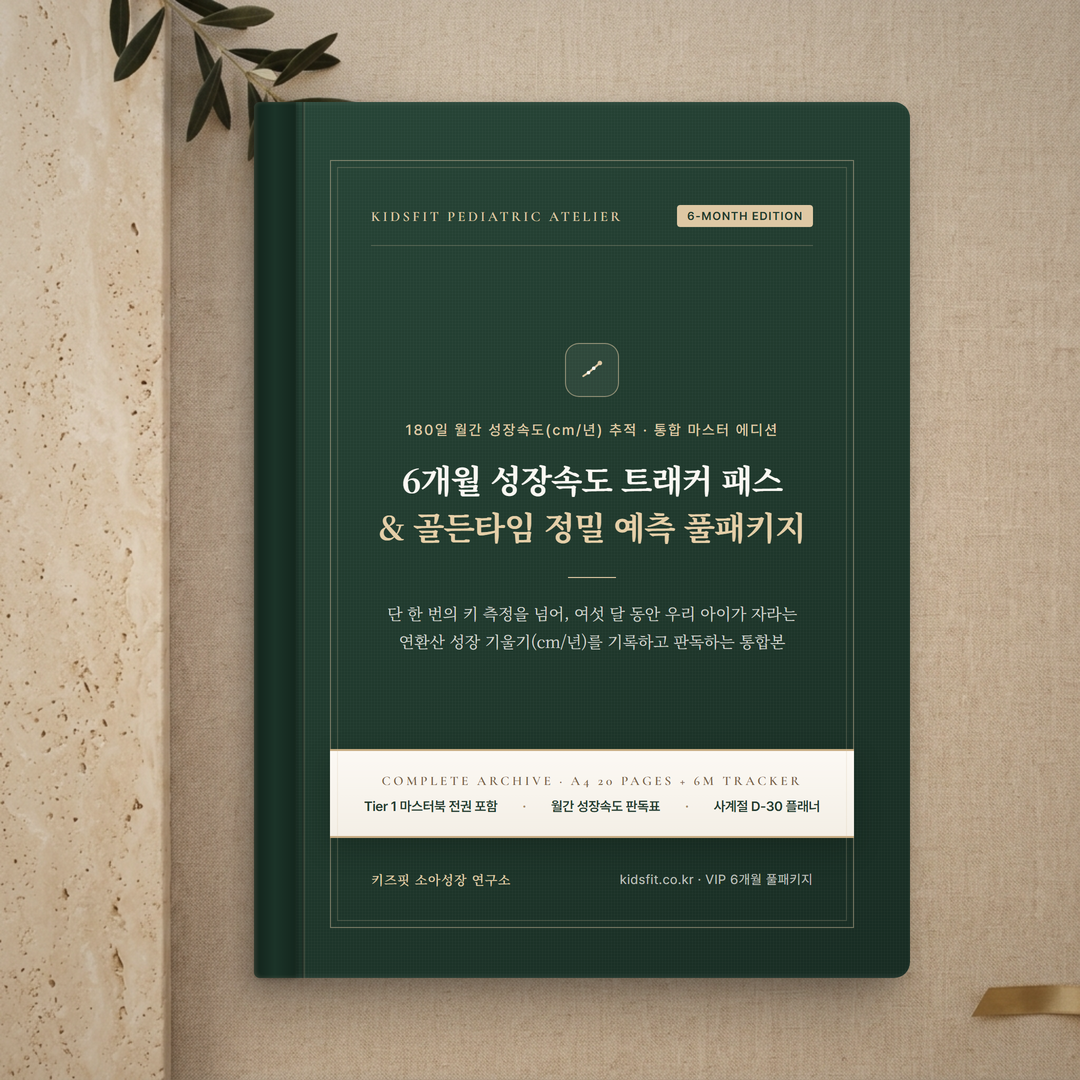 KIDSFIT PEDIATRIC ATELIER
6-MONTH EDITION
180일 월간 성장속도(cm/년) 추적 · 통합 마스터 에디션
6개월 성장속도 트래커 패스
& 골든타임 정밀 예측 풀패키지
단 한 번의 키 측정을 넘어, 여섯 달 동안 우리 아이가 자라는
연환산 성장 기울기(cm/년)를 기록하고 판독하는 통합본
COMPLETE ARCHIVE · A4 20 PAGES + 6M TRACKER
Tier 1 마스터북 전권 포함 · 월간 성장속도 판독표 · 사계절 D-30 플래너
키즈핏 소아성장 연구소
kidsfit.co.kr · VIP 6개월 풀패키지